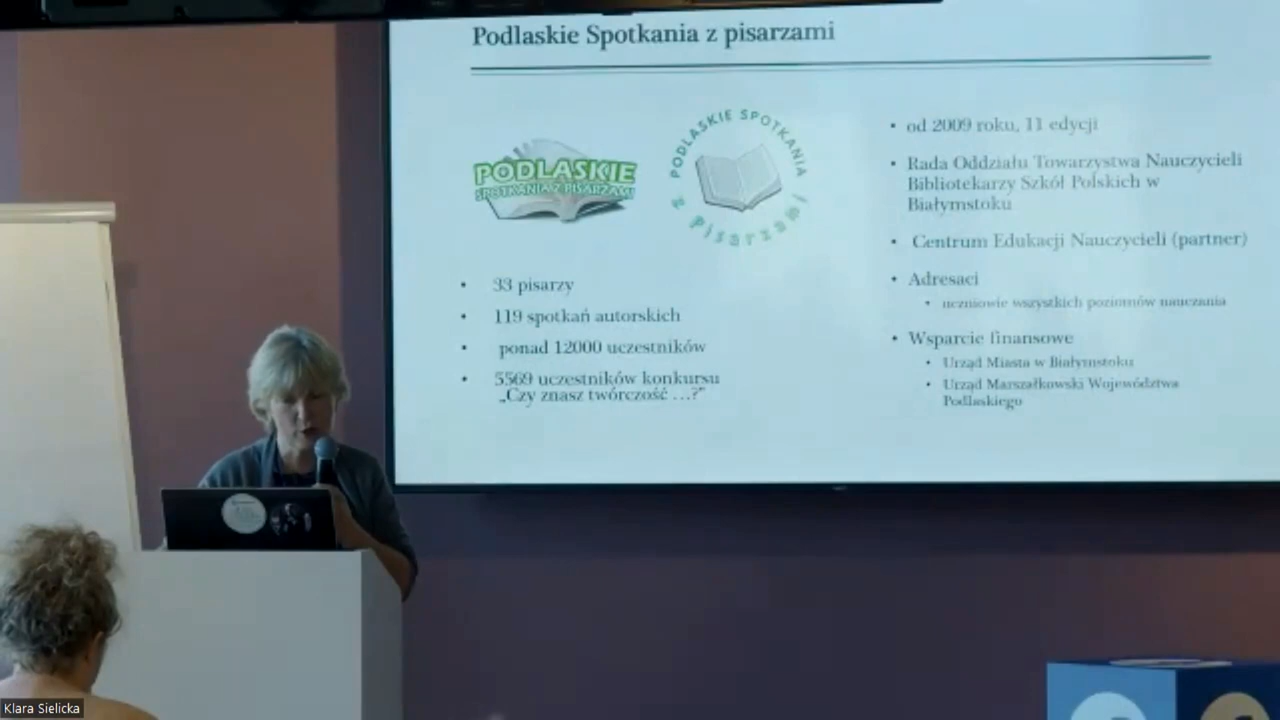 Podlaskie Spotkania z pisarzami
PODLASKIE
SPOTKANIA Z PISARZAMI
PODLASKIE SPOTKANIA
z Pisarzami
• 33 pisarzy
• 119 spotkań autorskich
• ponad 12000 uczestników
• 5569 uczestników konkursu
„Czy znasz twórczość …?”
• od 2009 roku, 11 edycji
• Rada Oddziału Towarzystwa Nauczycieli
Bibliotekarzy Szkół Polskich w
Białymstoku
• Centrum Edukacji Nauczycieli (partner)
• Adresaci
• uczniowie wszystkich poziomów nauczania
• Wsparcie finansowe
• Urząd Miasta w Białymstoku
• Urząd Marszałkowski Województwa
Podlaskiego
Klara Sielicka